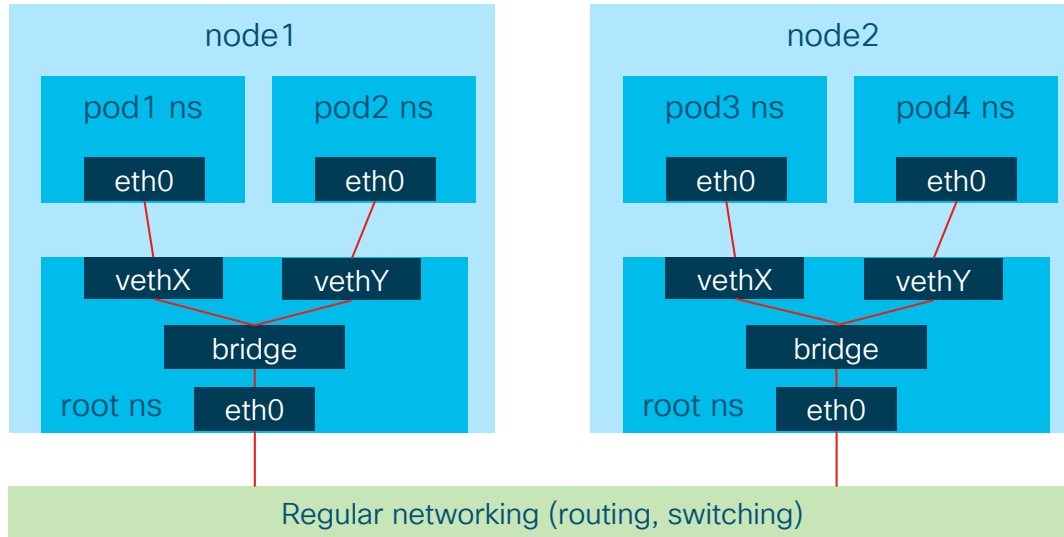 node1
pod1 ns
pod2 ns
eth0
eth0
vethX
vethY
bridge
root ns
eth0
node2
pod3 ns
pod4 ns
eth0
eth0
vethX
vethY
bridge
root ns
eth0
Regular networking (routing, switching)